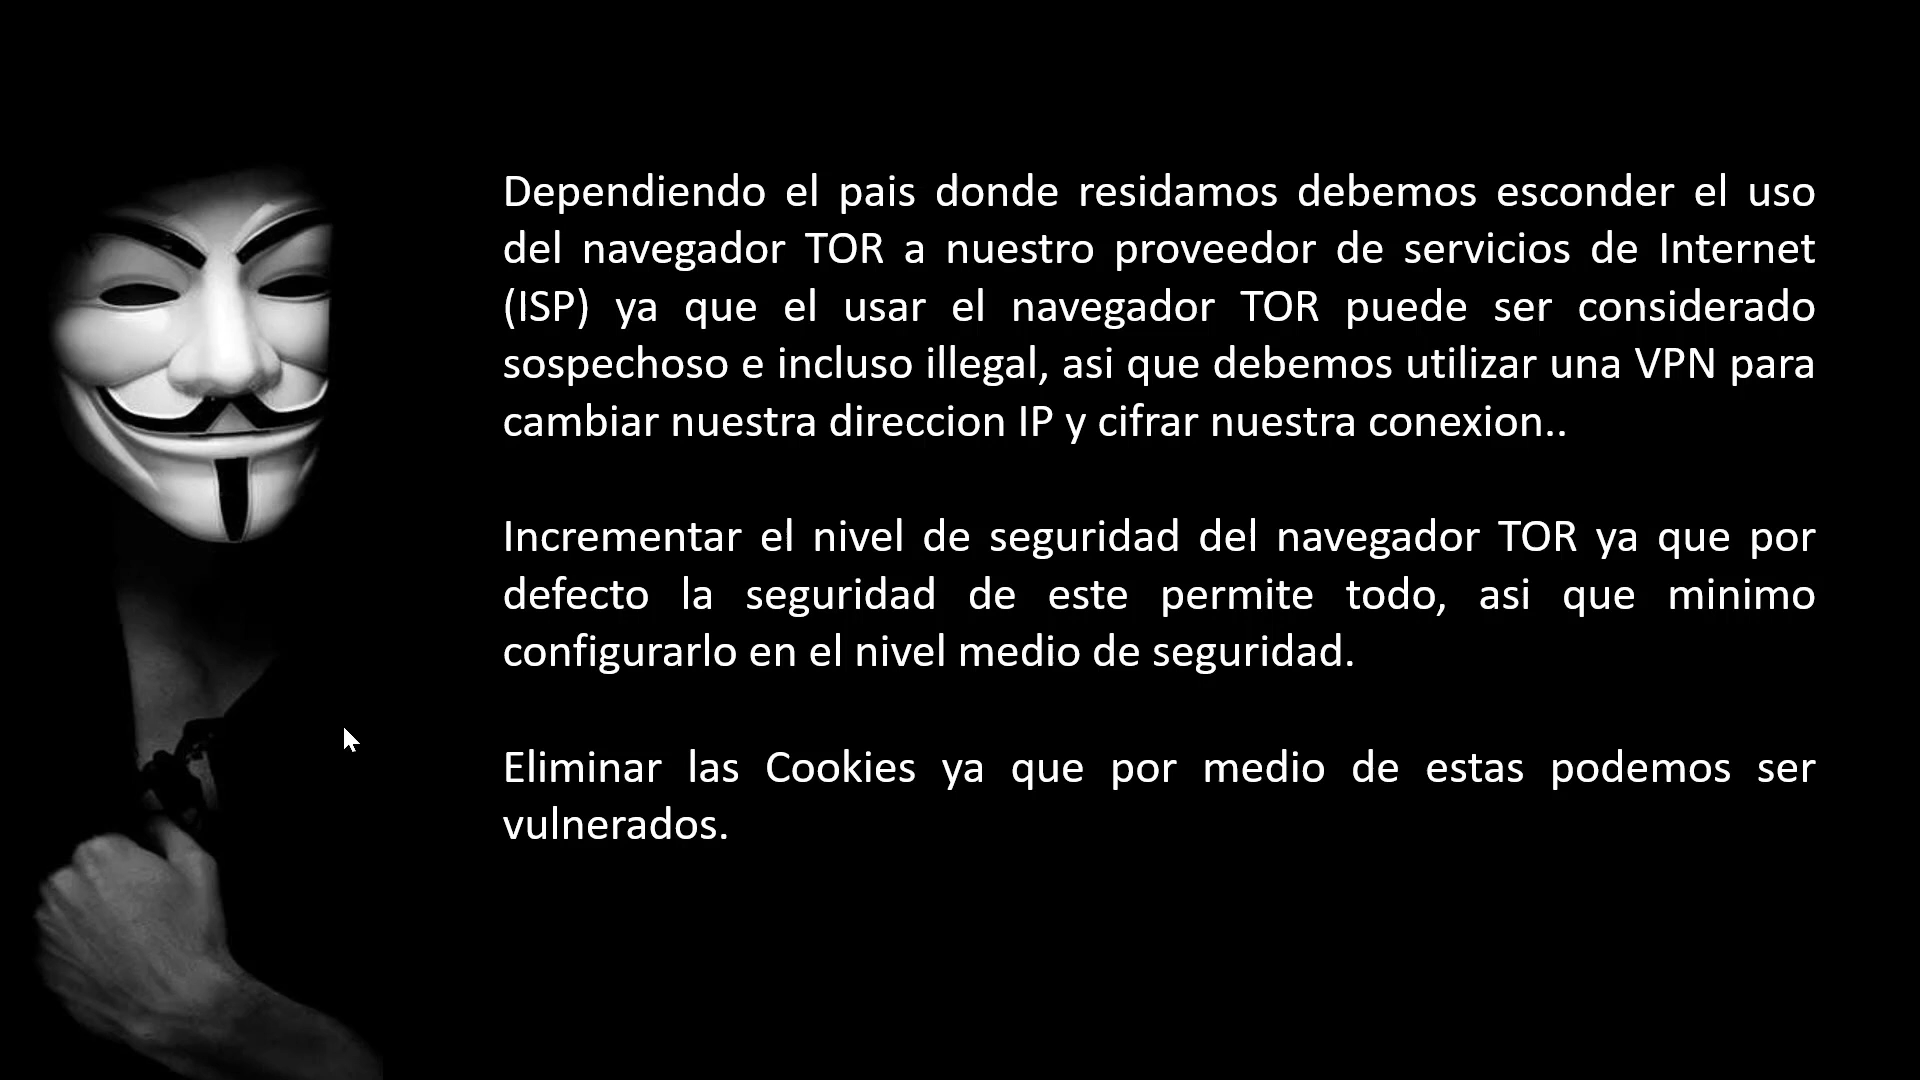 Dependiendo el pais donde residamos debemos esconder el uso
del navegador TOR a nuestro proveedor de servicios de Internet
(ISP) ya que el usar el navegador TOR puede ser considerado
sospechoso e incluso illegal, asi que debemos utilizar una VPN para
cambiar nuestra direccion IP y cifrar nuestra conexion..
Incrementar el nivel de seguridad del navegador TOR ya que por
defecto la seguridad de este permite todo, asi que minimo
configurarlo en el nivel medio de seguridad.
Eliminar las Cookies ya que por medio de estas podemos ser
vulnerados.